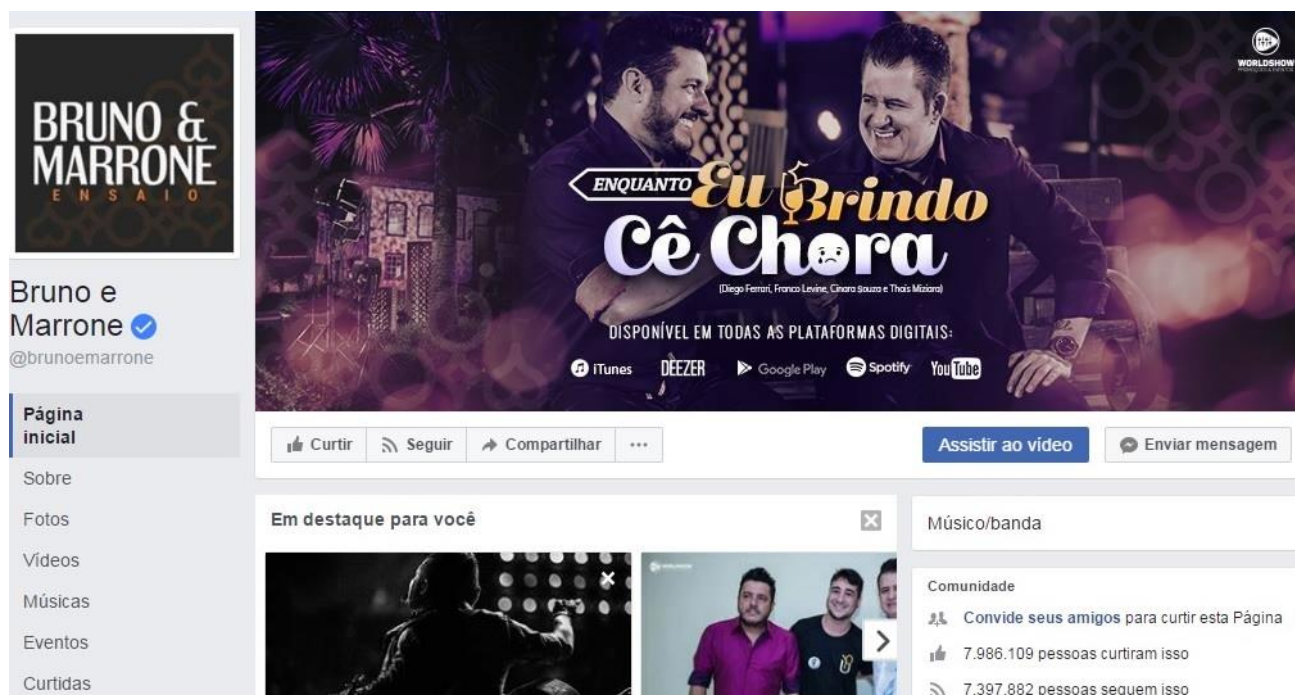 BRUNO &
MARRONE
ENSAIO
Bruno e
Marrone
@brunoemarrone
Página
inicial
Sobre
Fotos
Vídeos
Músicas
Eventos
Curtidas
WORLDSHOW
ENQUANTO Eu Brindo
Cê Chora
(Diego Ferrari, Franco Levine, Cinara Souza e Thais Miziara)
DISPONÍVEL EM TODAS AS PLATAFORMAS DIGITAIS:
iTunes DEEZER Google Play Spotify YouTube
Curtir Seguir Compartilhar ... Assistir ao vídeo Enviar mensagem
Em destaque para você
Músico/banda
Comunidade
Convide seus amigos para curtir esta Página
7.986.109 pessoas curtiram isso
7.397.882 pessoas seguem isso